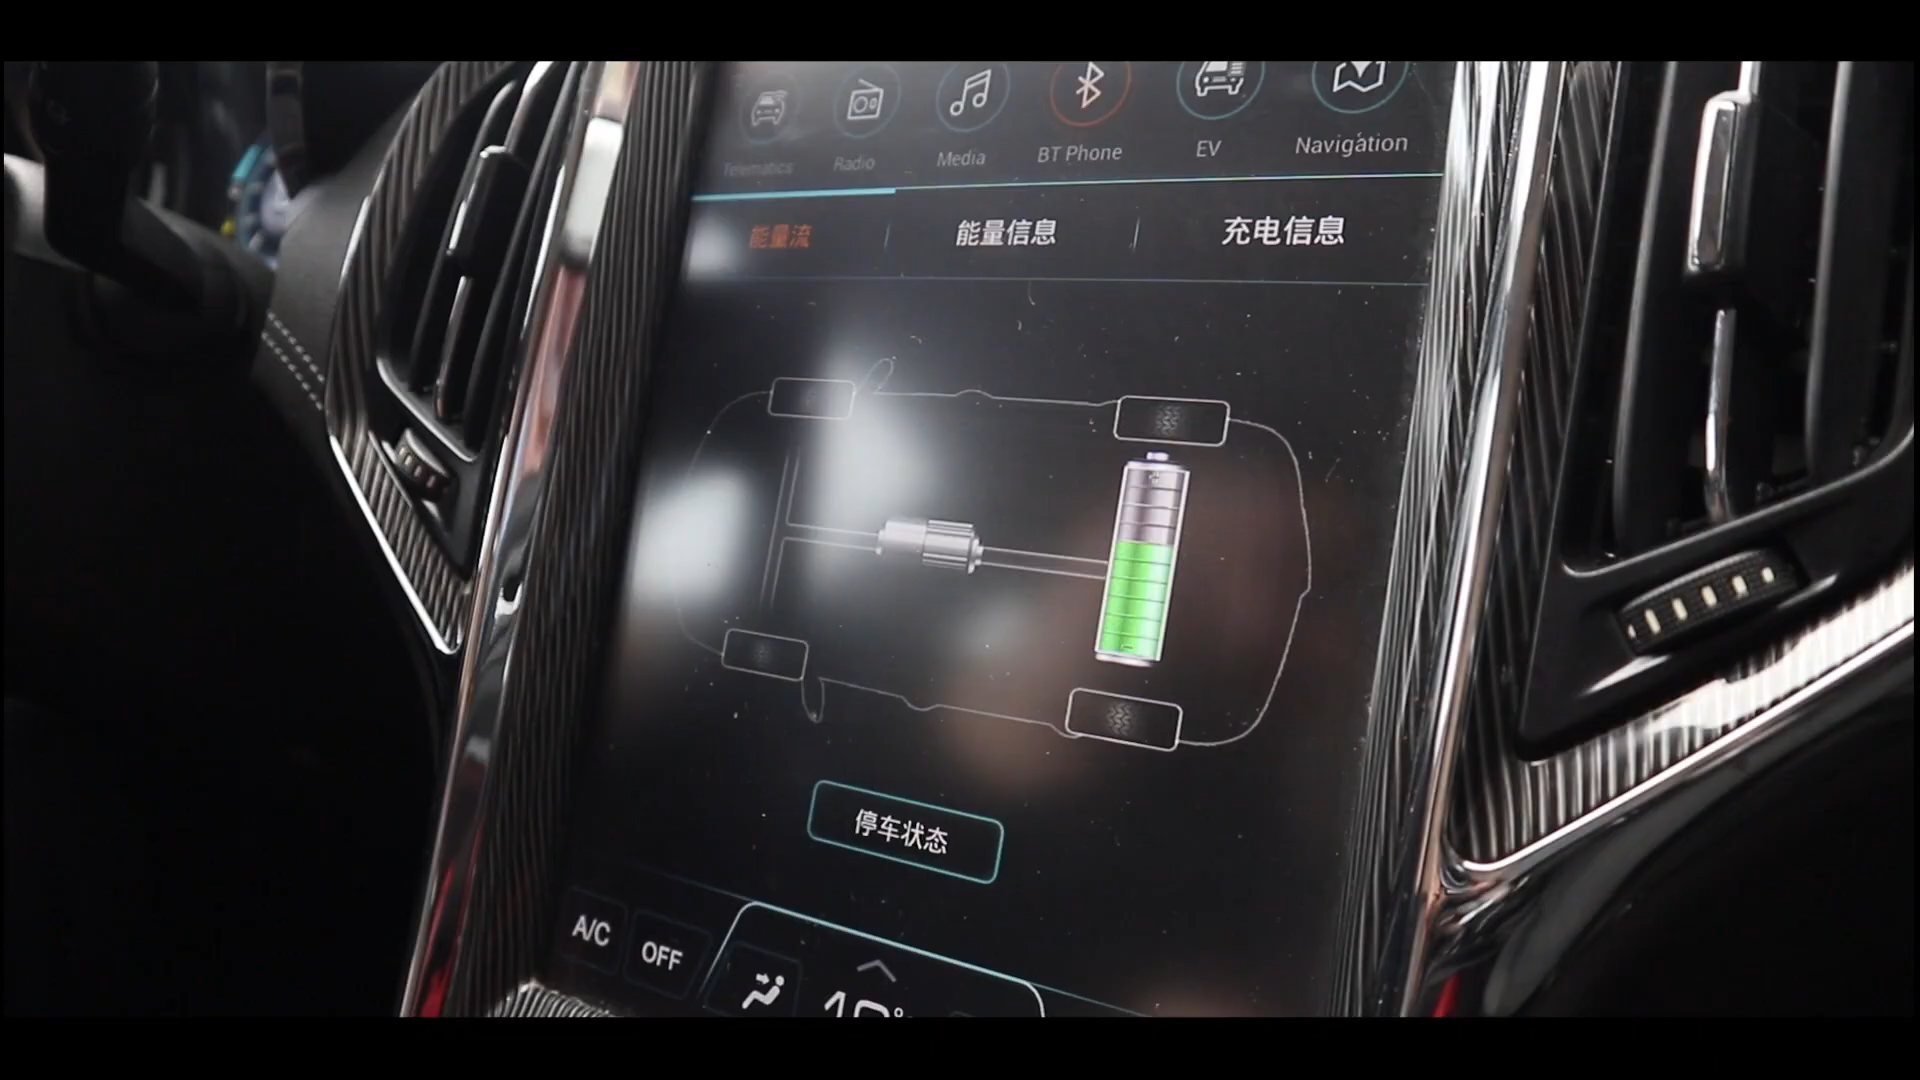 Telematics
Radio
Media
BT Phone
EV
Navigation
能量流
能量信息
充电信息
停车状态
A/C
OFF